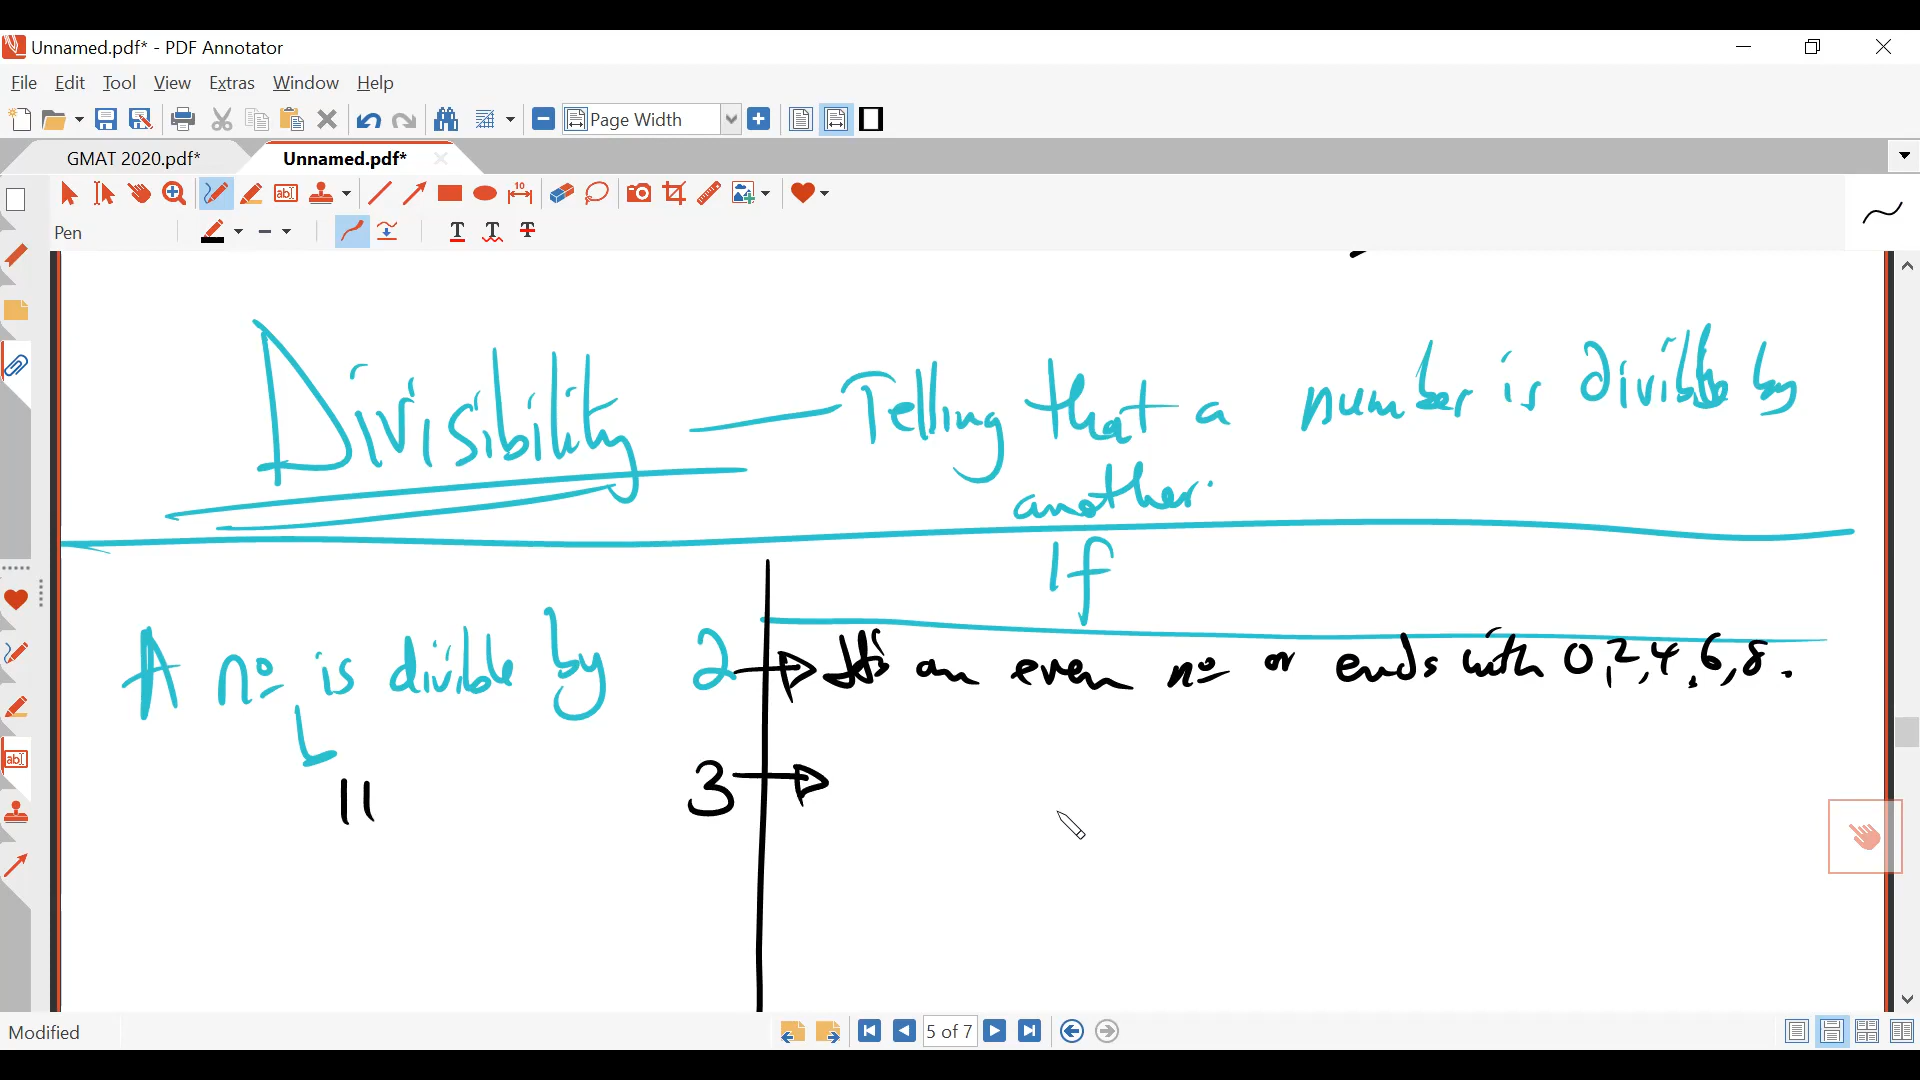 Unnamed.pdf* - PDF Annotator
File Edit Tool View Extras Window Help
Page Width
GMAT 2020.pdf* Unnamed.pdf*
Pen
Divisibility — Telling that a number is divible by
another.
If
A nº is divible by 2 → It's an even nº or ends with 0,2,4,6,8.
11 3 →
Modified
5 of 7